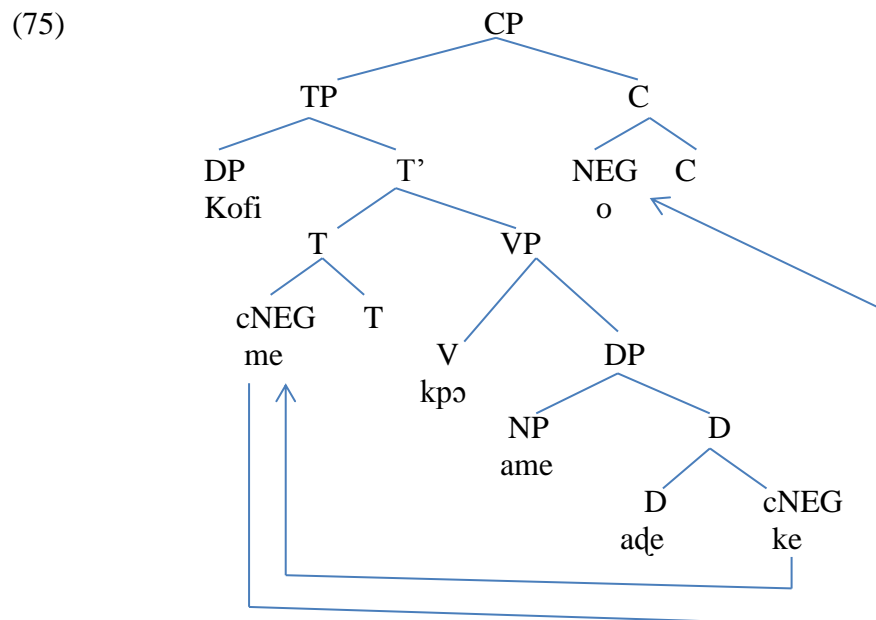 (75) CP
TP C
DP T’ NEG C
Kofi o
T VP
cNEG T
me V DP
kpɔ
NP D
ame
D cNEG
aɖe ke